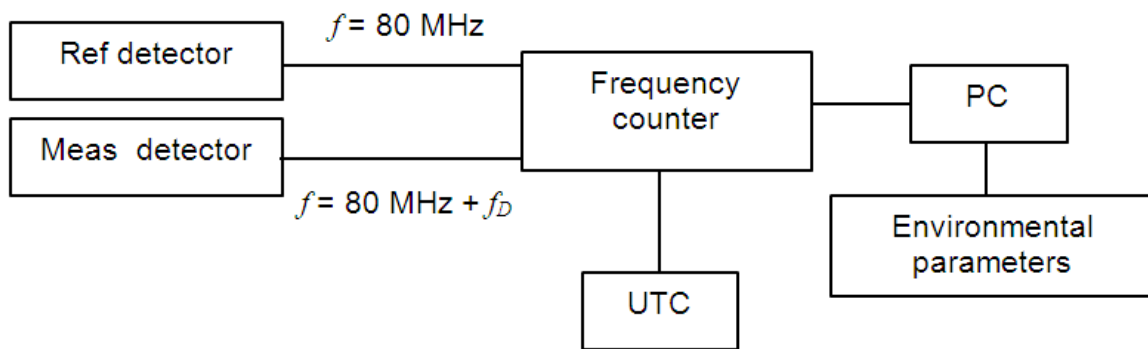 Ref detector
f = 80 MHz
Meas detector
f = 80 MHz + fD
Frequency
counter
PC
UTC
Environmental
parameters